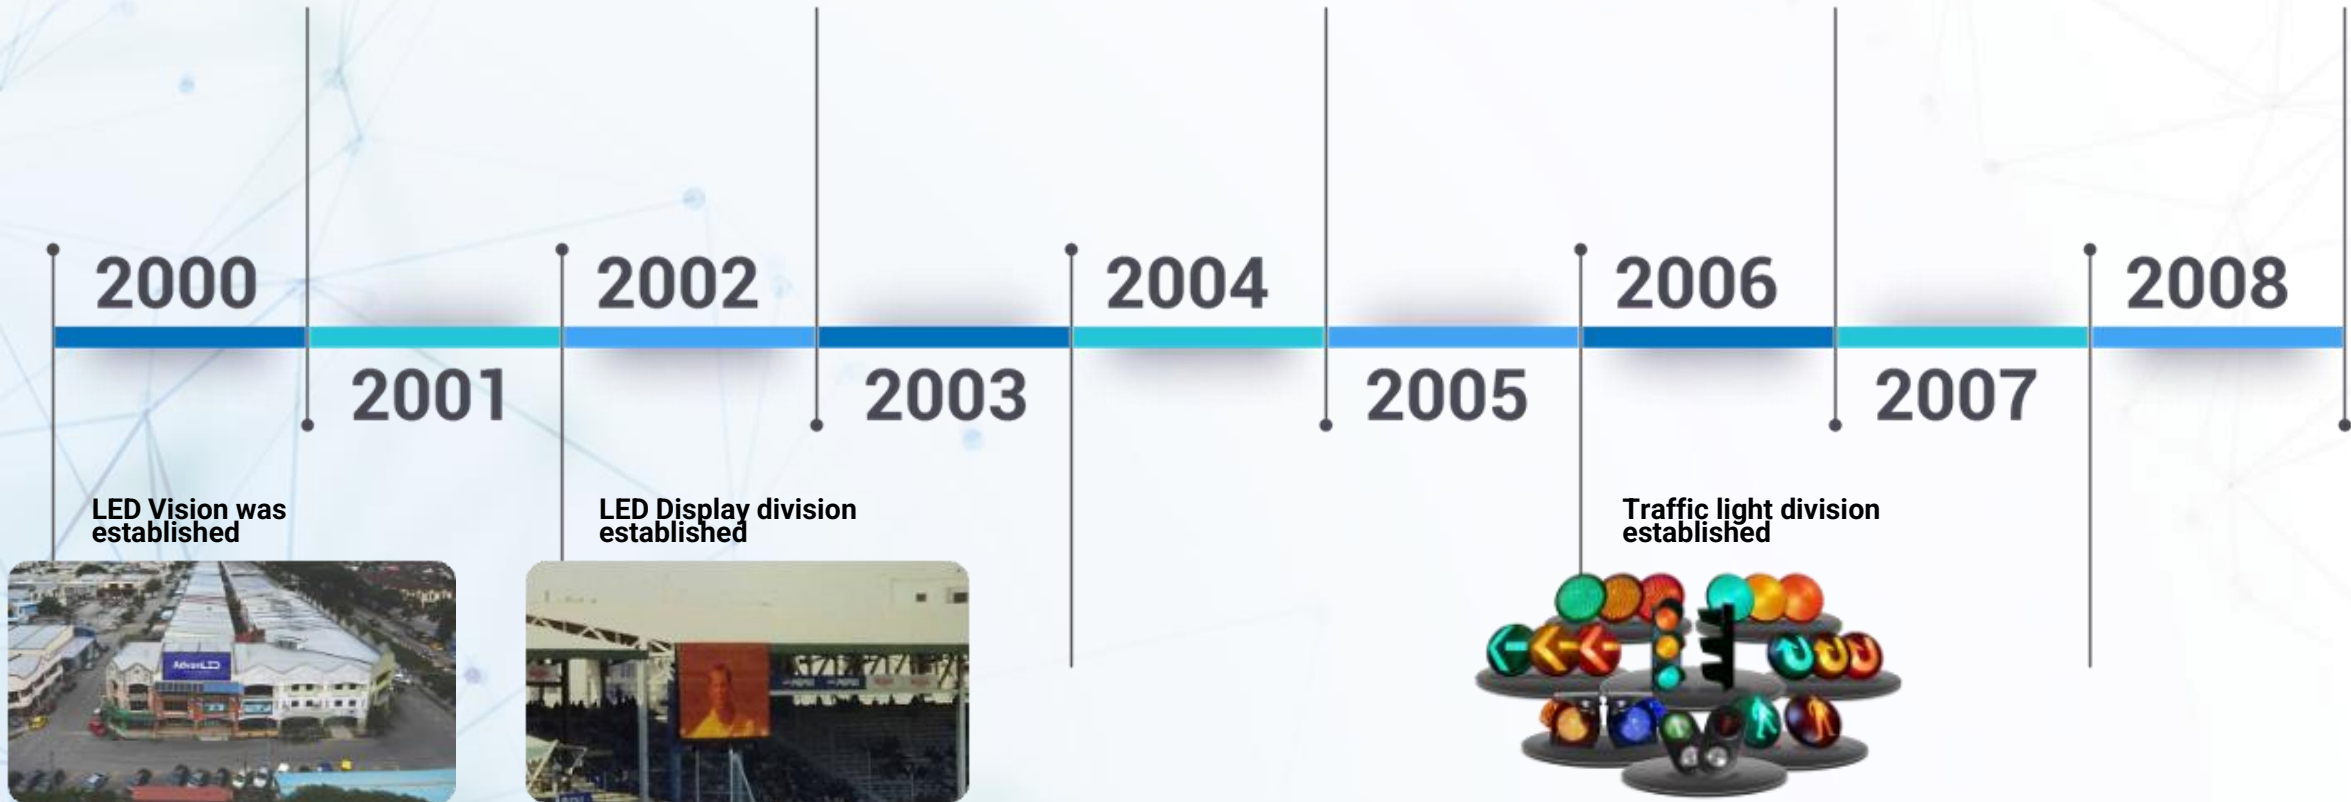 2000
2002
2004
2006
2008
2001
2003
2005
2007
LED Vision was
established
LED Display division
established
Traffic light division
established
AdvanLED